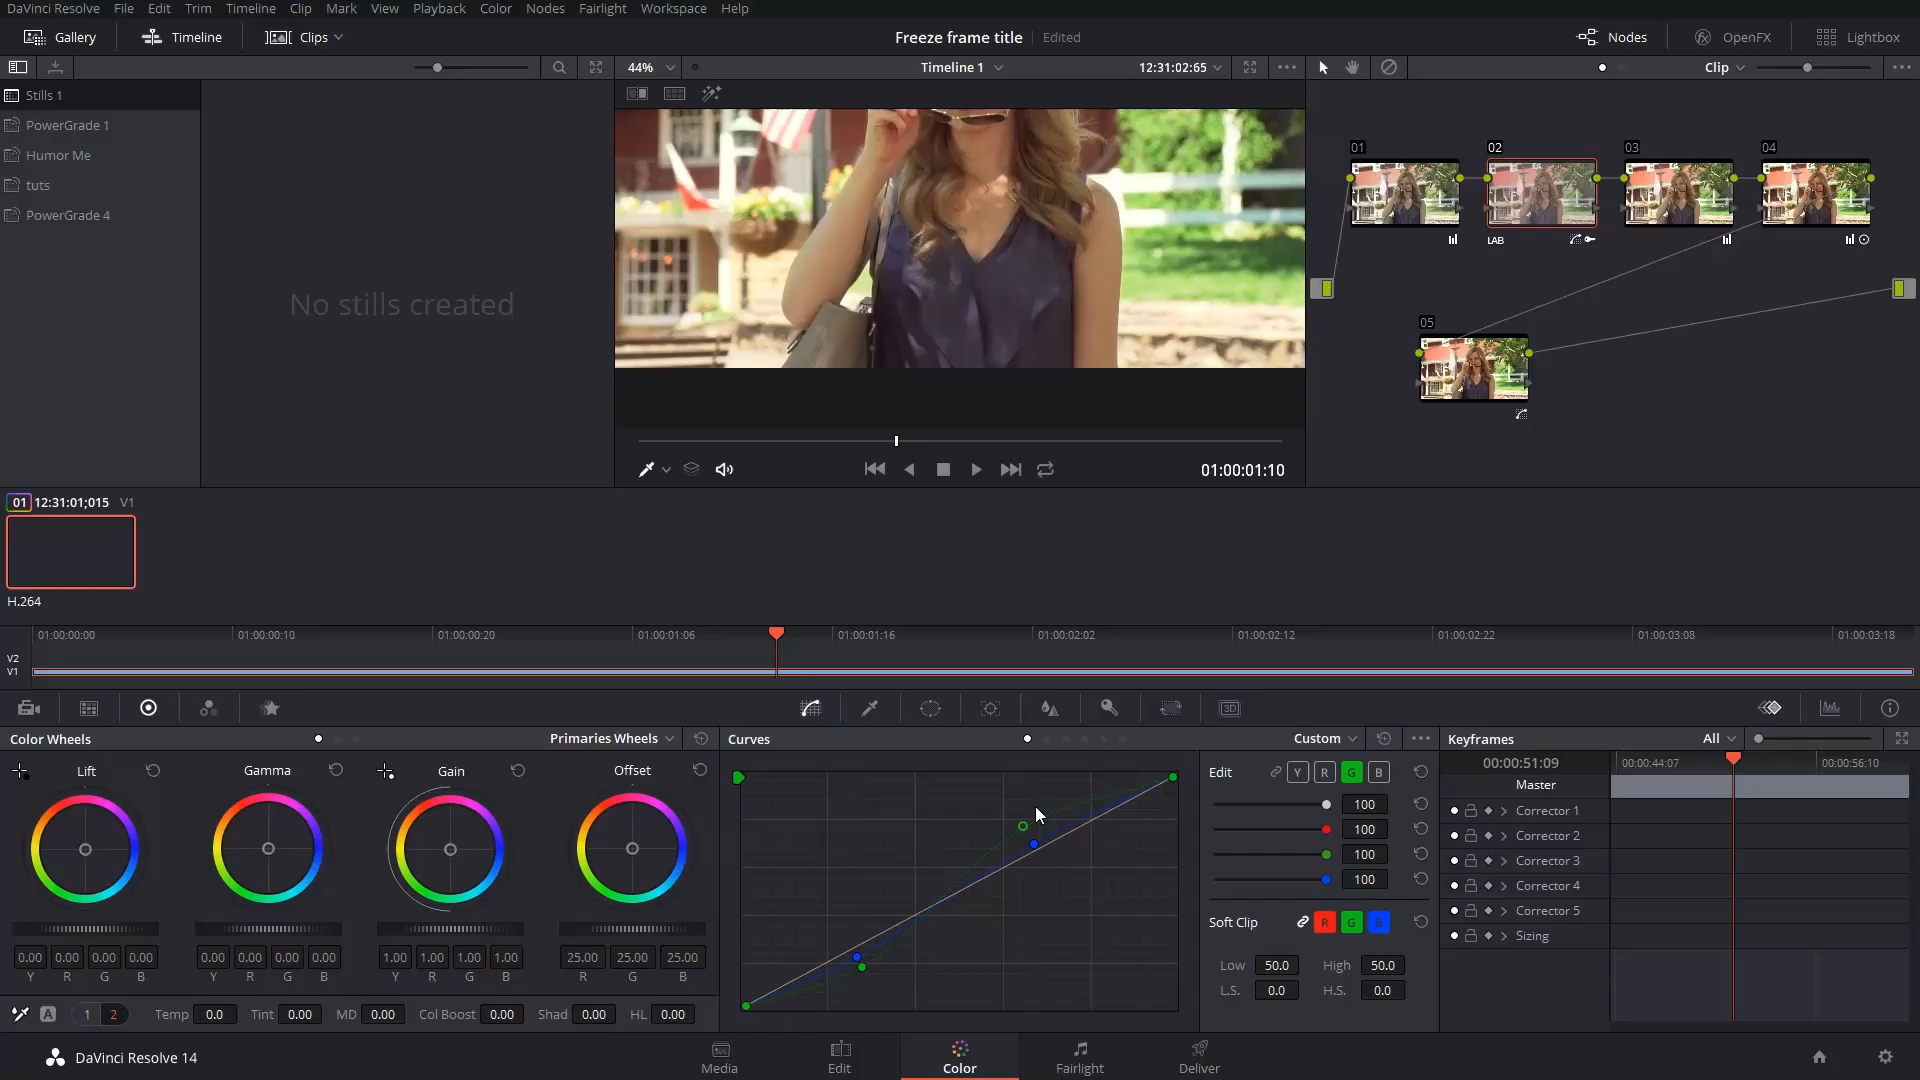 DaVinci Resolve File Edit Trim Timeline Clip Mark View Playback Color Nodes Fairlight Workspace Help
Gallery Timeline Clips Freeze frame title Edited Nodes OpenFX Lightbox
44% Timeline 1 12:31:02:65 Clip
Stills 1
PowerGrade 1
Humor Me
tuts
PowerGrade 4
No stills created
01 02 03 04
LAB
05
01:00:01:10
01 12:31:01;015 V1
H.264
01:00:00:00 01:00:00:10 01:00:00:20 01:00:01:06 01:00:01:16 01:00:02:02 01:00:02:12 01:00:02:22 01:00:03:08 01:00:03:18
V2
V1
3D
Color Wheels Primaries Wheels Curves Custom Keyframes All
Lift Gamma Gain Offset
Edit Y R G B
100
100
100
100
Soft Clip R G B
Low 50.0 High 50.0
L.S. 0.0 H.S. 0.0
00:00:51:09 00:00:44:07 00:00:56:10
Master
Corrector 1
Corrector 2
Corrector 3
Corrector 4
Corrector 5
Sizing
0.00 0.00 0.00 0.00 0.00 0.00 0.00 0.00 1.00 1.00 1.00 1.00 25.00 25.00 25.00
Y R G B Y R G B Y R G B R G B
A 1 2 Temp 0.0 Tint 0.00 MD 0.00 Col Boost 0.00 Shad 0.00 HL 0.00
DaVinci Resolve 14 Media Edit Color Fairlight Deliver